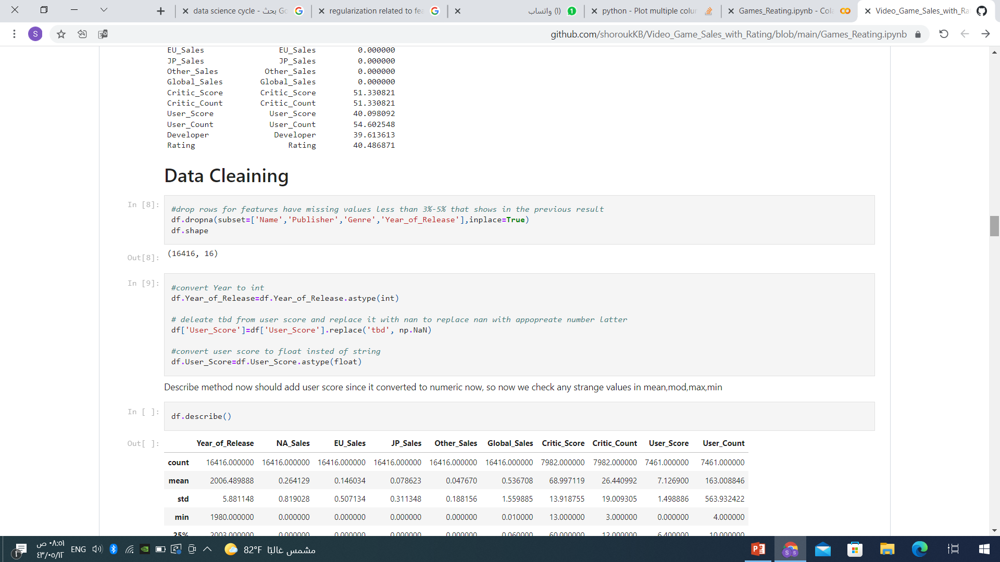 data science cycle - بحث Go
regularization related to fea
(١) واتساب
python - Plot multiple colur
Games_Reating.ipynb - Cola
Video_Game_Sales_with_Ra
S
github.com/shoroukKB/Video_Game_Sales_with_Rating/blob/main/Games_Reating.ipynb
EU_Sales EU_Sales 0.000000
JP_Sales JP_Sales 0.000000
Other_Sales Other_Sales 0.000000
Global_Sales Global_Sales 0.000000
Critic_Score Critic_Score 51.330821
Critic_Count Critic_Count 51.330821
User_Score User_Score 40.098092
User_Count User_Count 54.602548
Developer Developer 39.613613
Rating Rating 40.486871
Data Cleaining
In [8]:
#drop rows for features have missing values less than 3%-5% that shows in the previous result
df.dropna(subset=['Name','Publisher','Genre','Year_of_Release'],inplace=True)
df.shape
Out[8]: (16416, 16)
In [9]:
#convert Year to int
df.Year_of_Release=df.Year_of_Release.astype(int)
# deleate tbd from user score and replace it with nan to replace nan with appopreate number latter
df['User_Score']=df['User_Score'].replace('tbd', np.NaN)
#convert user score to float insted of string
df.User_Score=df.User_Score.astype(float)
Describe method now should add user score since it converted to numeric now, so now we check any strange values in mean,mod,max,min
In [ ]:
df.describe()
Out[ ]:
Year_of_Release NA_Sales EU_Sales JP_Sales Other_Sales Global_Sales Critic_Score Critic_Count User_Score User_Count
count 16416.000000 16416.000000 16416.000000 16416.000000 16416.000000 16416.000000 7982.000000 7982.000000 7461.000000 7461.000000
mean 2006.489888 0.264129 0.146034 0.078623 0.047670 0.536708 68.997119 26.440992 7.126900 163.008846
std 5.881148 0.819028 0.507134 0.311348 0.188156 1.559885 13.918755 19.009305 1.498886 563.932422
min 1980.000000 0.000000 0.000000 0.000000 0.000000 0.010000 13.000000 3.000000 0.000000 4.000000
25% 2003.000000 0.000000 0.000000 0.000000 0.000000 0.060000 60.000000 12.000000 6.400000 10.000000
٠٨:٥١ ص
٤٣/٠٥/١٢
ENG
82°F مشمس غالبًا